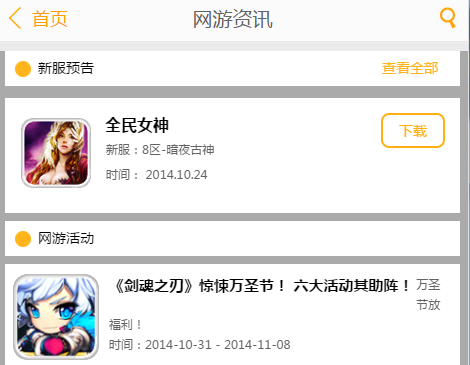 首页
网游资讯
新服预告
查看全部
全民女神
下载
新服：8区-暗夜古神
时间： 2014.10.24
网游活动
《剑魂之刃》惊悚万圣节！ 六大活动其助阵！ 万圣
节放
福利！
时间：2014-10-31 - 2014-11-08